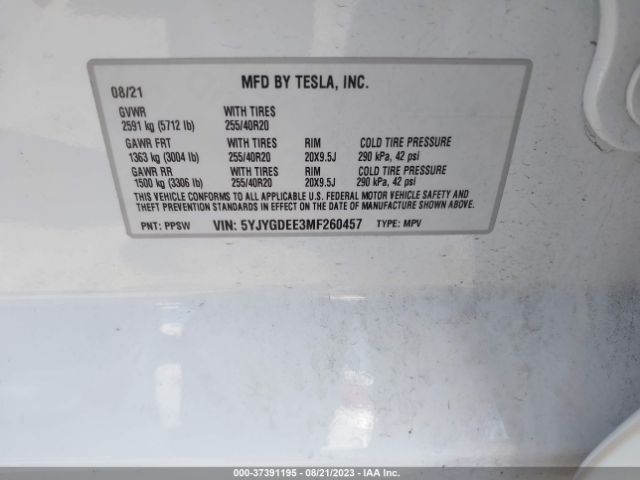 08/21 MFD BY TESLA, INC.
GVWR WITH TIRES
2591 kg (5712 lb) 255/40R20
GAWR FRT WITH TIRES RIM COLD TIRE PRESSURE
1363 kg (3004 lb) 255/40R20 20X9.5J 290 kPa, 42 psi
GAWR RR WITH TIRES RIM COLD TIRE PRESSURE
1500 kg (3306 lb) 255/40R20 20X9.5J 290 kPa, 42 psi
THIS VEHICLE CONFORMS TO ALL APPLICABLE U.S. FEDERAL MOTOR VEHICLE SAFETY AND
THEFT PREVENTION STANDARDS IN EFFECT ON THE DATE OF MANUFACTURE SHOWN ABOVE.
PNT: PPSW VIN: 5YJYGDEE3MF260457 TYPE: MPV
000-37391195 - 08/21/2023 - IAA Inc.